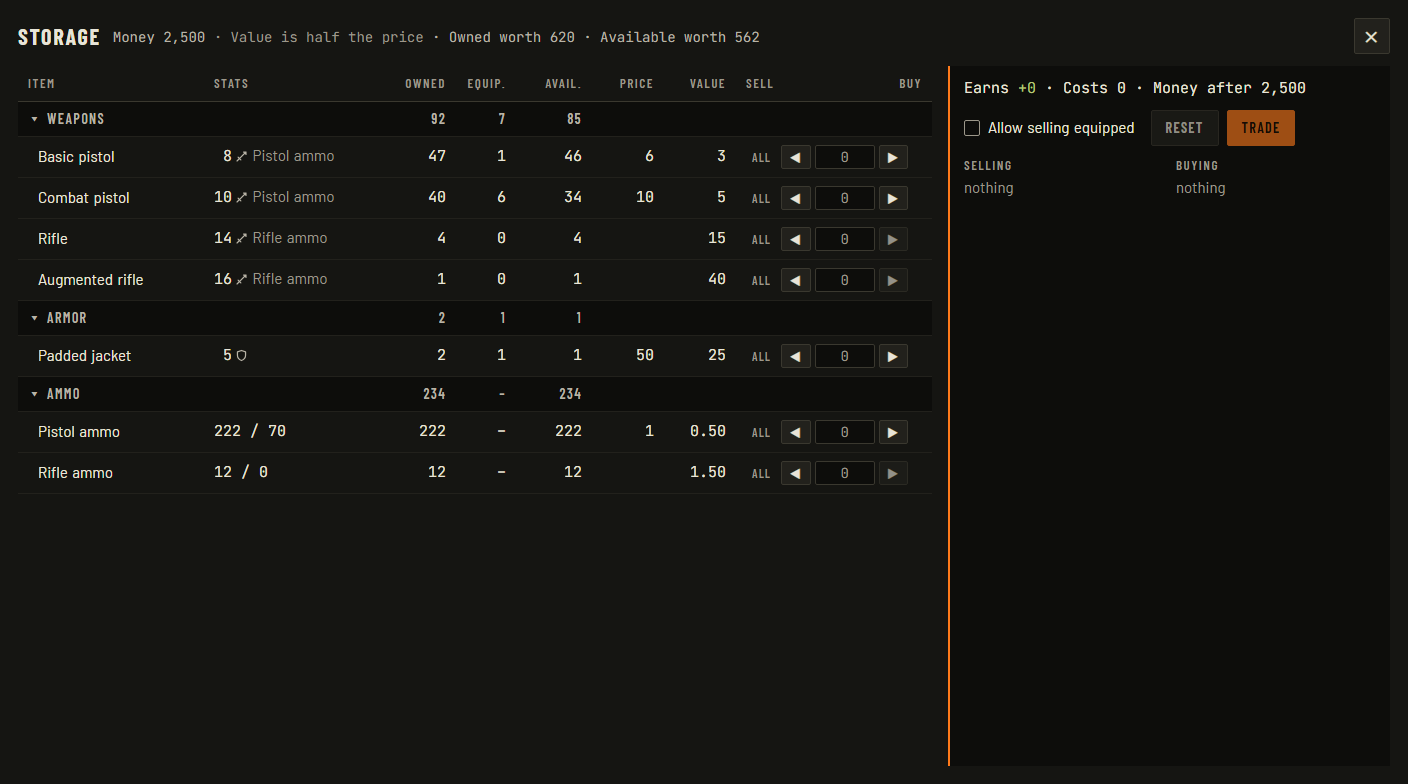 STORAGE Money 2,500 · Value is half the price · Owned worth 620 · Available worth 562 ✕
ITEM STATS OWNED EQUIP. AVAIL. PRICE VALUE SELL BUY
▼ WEAPONS 92 7 85
Basic pistol 8 Pistol ammo 47 1 46 6 3 ALL ◀ 0 ▶
Combat pistol 10 Pistol ammo 40 6 34 10 5 ALL ◀ 0 ▶
Rifle 14 Rifle ammo 4 0 4 15 ALL ◀ 0 ▶
Augmented rifle 16 Rifle ammo 1 0 1 40 ALL ◀ 0 ▶
▼ ARMOR 2 1 1
Padded jacket 5 2 1 1 50 25 ALL ◀ 0 ▶
▼ AMMO 234 – 234
Pistol ammo 222 / 70 222 – 222 1 0.50 ALL ◀ 0 ▶
Rifle ammo 12 / 0 12 – 12 1.50 ALL ◀ 0 ▶
Earns +0 · Costs 0 · Money after 2,500
Allow selling equipped RESET TRADE
SELLING BUYING
nothing nothing